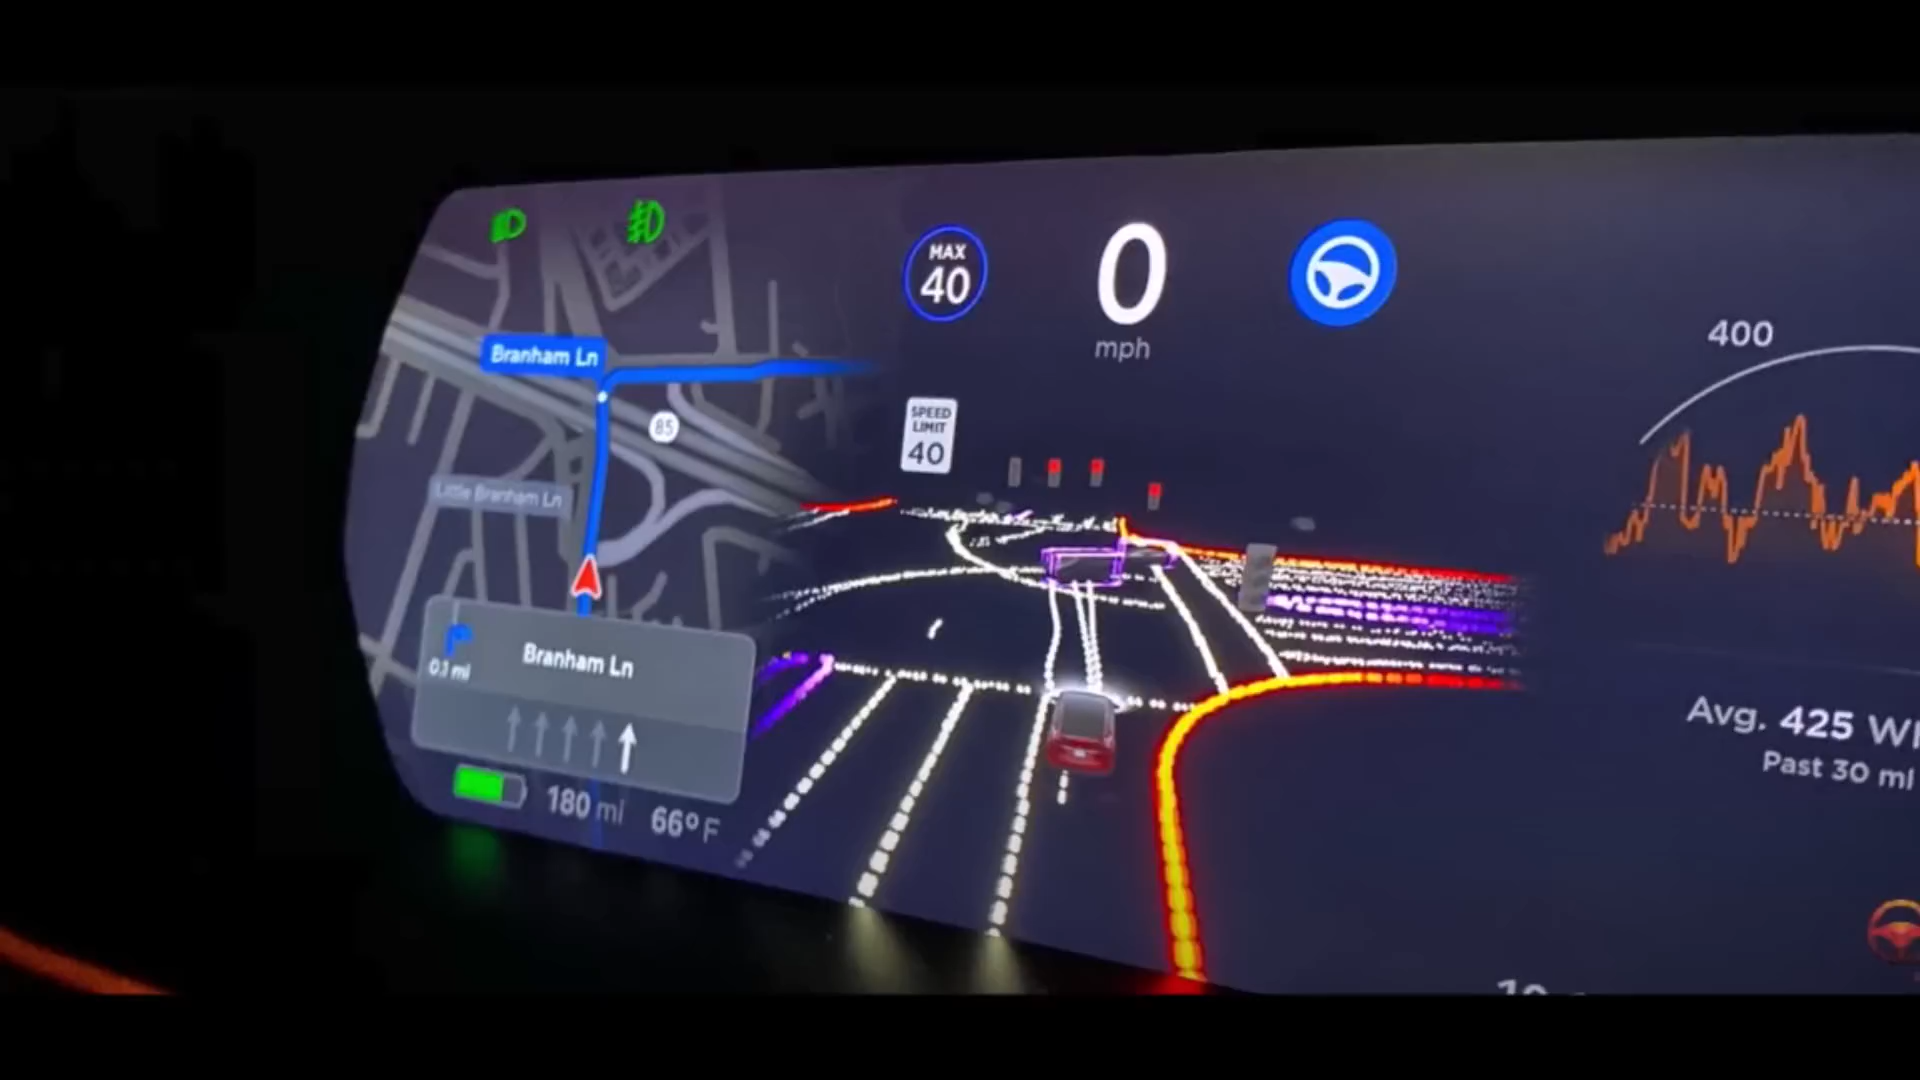 MAX
40
0
mph
400
Branham Ln
85
SPEED
LIMIT
40
Little Branham Ln
Branham Ln
0.1 mi
180 mi
66° F
Avg. 425
Past 30 mi